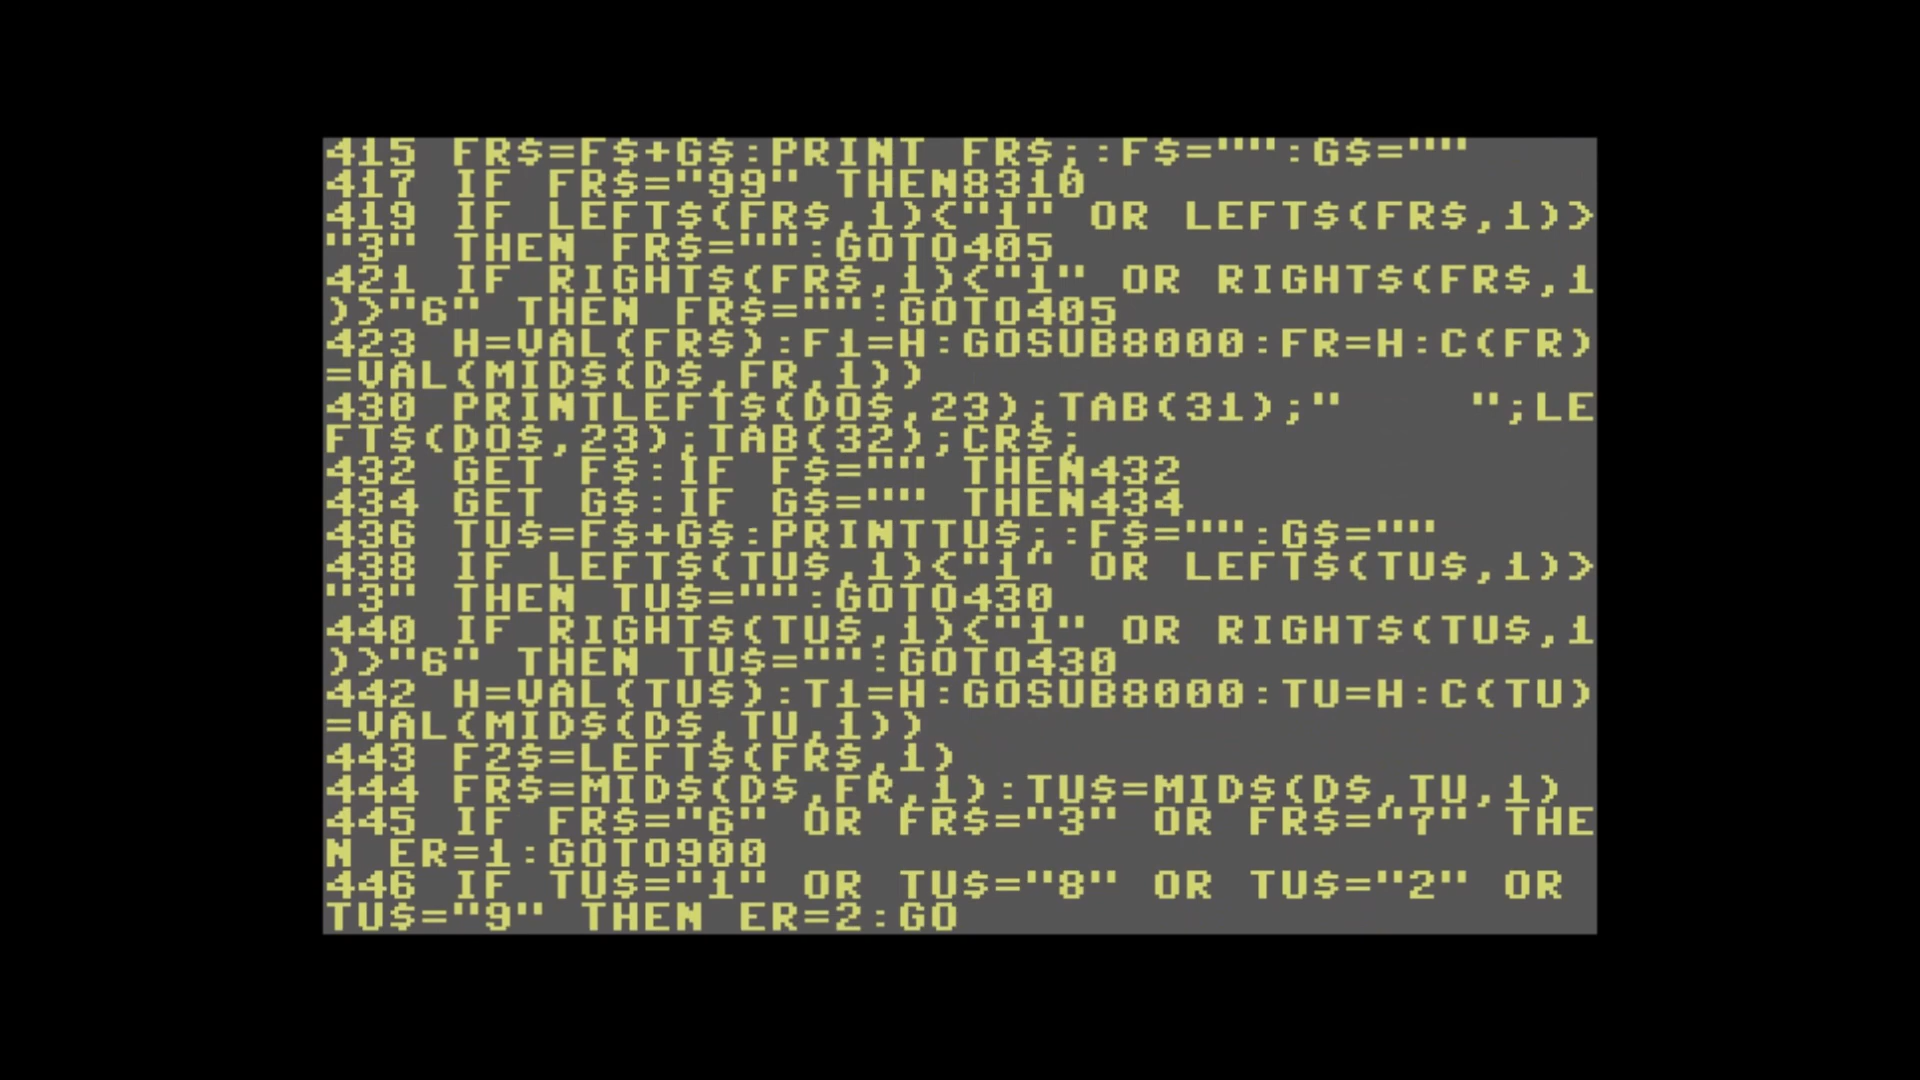 415 FR$=F$+G$:PRINT FR$;:F$="":G$=""
417 IF FR$="99" THEN8310
419 IF LEFT$(FR$,1)<"1" OR LEFT$(FR$,1)>
"3" THEN FR$="":GOTO405
421 IF RIGHT$(FR$,1)<"1" OR RIGHT$(FR$,1
)>"6" THEN FR$="":GOTO405
423 H=VAL(FR$):F1=H:GOSUB8000:FR=H:C(FR)
=VAL(MID$(D$,FR,1))
430 PRINTLEFT$(DO$,23);TAB(31);"    ";LE
FT$(DO$,23);TAB(32);CR$;
432 GET F$:IF F$="" THEN432
434 GET G$:IF G$="" THEN434
436 TU$=F$+G$:PRINTTU$;:F$="":G$=""
438 IF LEFT$(TU$,1)<"1" OR LEFT$(TU$,1)>
"3" THEN TU$="":GOTO430
440 IF RIGHT$(TU$,1)<"1" OR RIGHT$(TU$,1
)>"6" THEN TU$="":GOTO430
442 H=VAL(TU$):T1=H:GOSUB8000:TU=H:C(TU)
=VAL(MID$(D$,TU,1))
443 F2$=LEFT$(FR$,1)
444 FR$=MID$(D$,FR,1):TU$=MID$(D$,TU,1)
445 IF FR$="6" OR FR$="3" OR FR$="7" THE
N ER=1:GOTO900
446 IF TU$="1" OR TU$="8" OR TU$="2" OR
TU$="9" THEN ER=2:GO